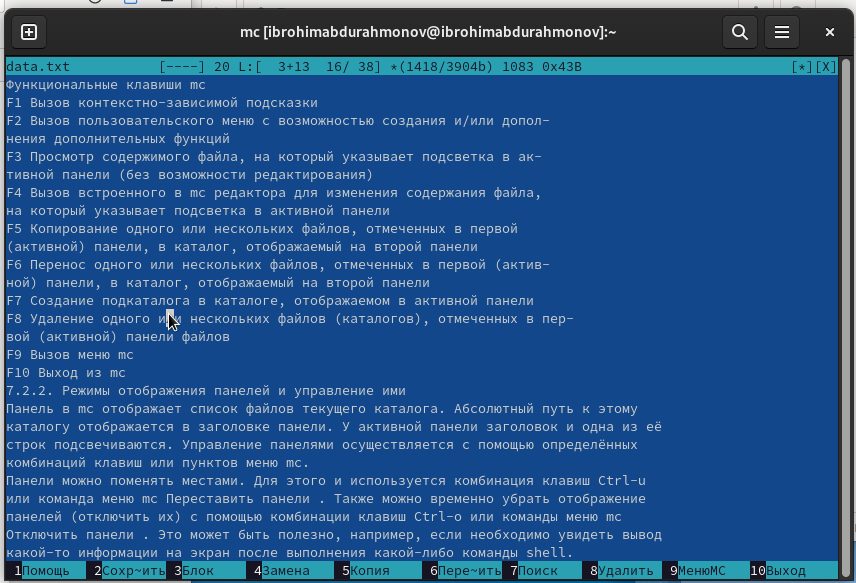 mc [ibrohimabdurahmonov@ibrohimabdurahmonov]:~
data.txt [----] 20 L:[ 3+13 16/ 38] *(1418/3904b) 1083 0x43B [*][X]
Функциональные клавиши mc
F1 Вызов контекстно-зависимой подсказки
F2 Вызов пользовательского меню с возможностью создания и/или допол-
нения дополнительных функций
F3 Просмотр содержимого файла, на который указывает подсветка в ак-
тивной панели (без возможности редактирования)
F4 Вызов встроенного в mc редактора для изменения содержания файла,
на который указывает подсветка в активной панели
F5 Копирование одного или нескольких файлов, отмеченных в первой
(активной) панели, в каталог, отображаемый на второй панели
F6 Перенос одного или нескольких файлов, отмеченных в первой (актив-
ной) панели, в каталог, отображаемый на второй панели
F7 Создание подкаталога в каталоге, отображаемом в активной панели
F8 Удаление одного или нескольких файлов (каталогов), отмеченных в пер-
вой (активной) панели файлов
F9 Вызов меню mc
F10 Выход из mc
7.2.2. Режимы отображения панелей и управление ими
Панель в mc отображает список файлов текущего каталога. Абсолютный путь к этому
каталогу отображается в заголовке панели. У активной панели заголовок и одна из её
строк подсвечиваются. Управление панелями осуществляется с помощью определённых
комбинаций клавиш или пунктов меню mc.
Панели можно поменять местами. Для этого и используется комбинация клавиш Ctrl-u
или команда меню mc Переставить панели . Также можно временно убрать отображение
панелей (отключить их) с помощью комбинации клавиш Ctrl-o или команды меню mc
Отключить панели . Это может быть полезно, например, если необходимо увидеть вывод
какой-то информации на экран после выполнения какой-либо команды shell.
1Помощь 2Сохр~ить 3Блок 4Замена 5Копия 6Пере~ить 7Поиск 8Удалить 9МенюMC 10Выход